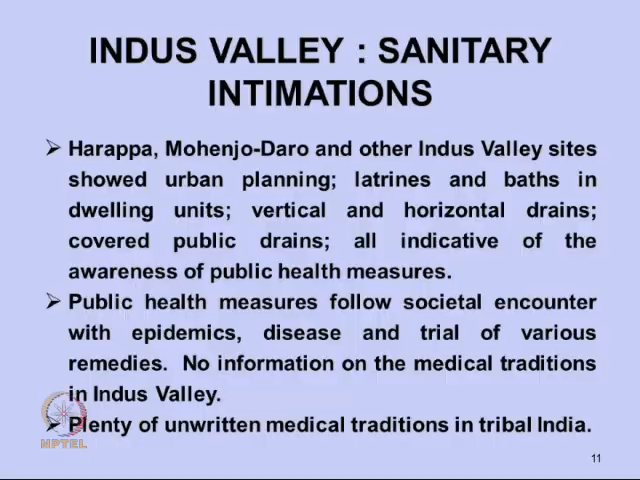 INDUS VALLEY : SANITARY
INTIMATIONS
➢ Harappa, Mohenjo-Daro and other Indus Valley sites
showed urban planning; latrines and baths in
dwelling units; vertical and horizontal drains;
covered public drains; all indicative of the
awareness of public health measures.
➢ Public health measures follow societal encounter
with epidemics, disease and trial of various
remedies. No information on the medical traditions
in Indus Valley.
➢ Plenty of unwritten medical traditions in tribal India.
NPTEL
11